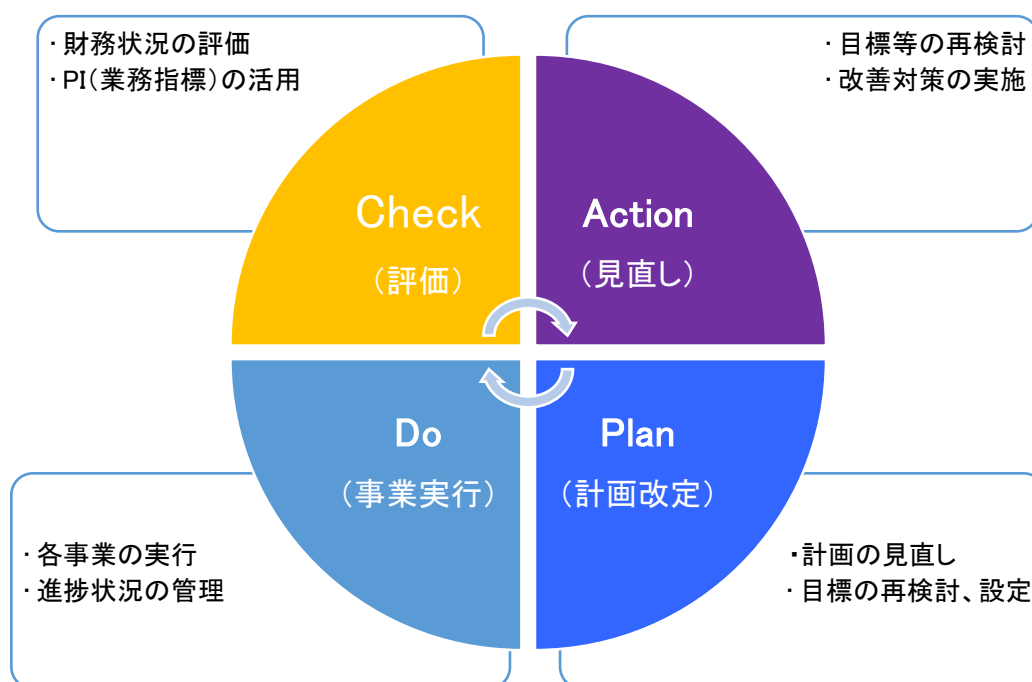 ・財務状況の評価
・PI(業務指標)の活用
・目標等の再検討
・改善対策の実施
Check
(評価)
Action
(見直し)
Do
(事業実行)
Plan
(計画改定)
・各事業の実行
・進捗状況の管理
・計画の見直し
・目標の再検討、設定